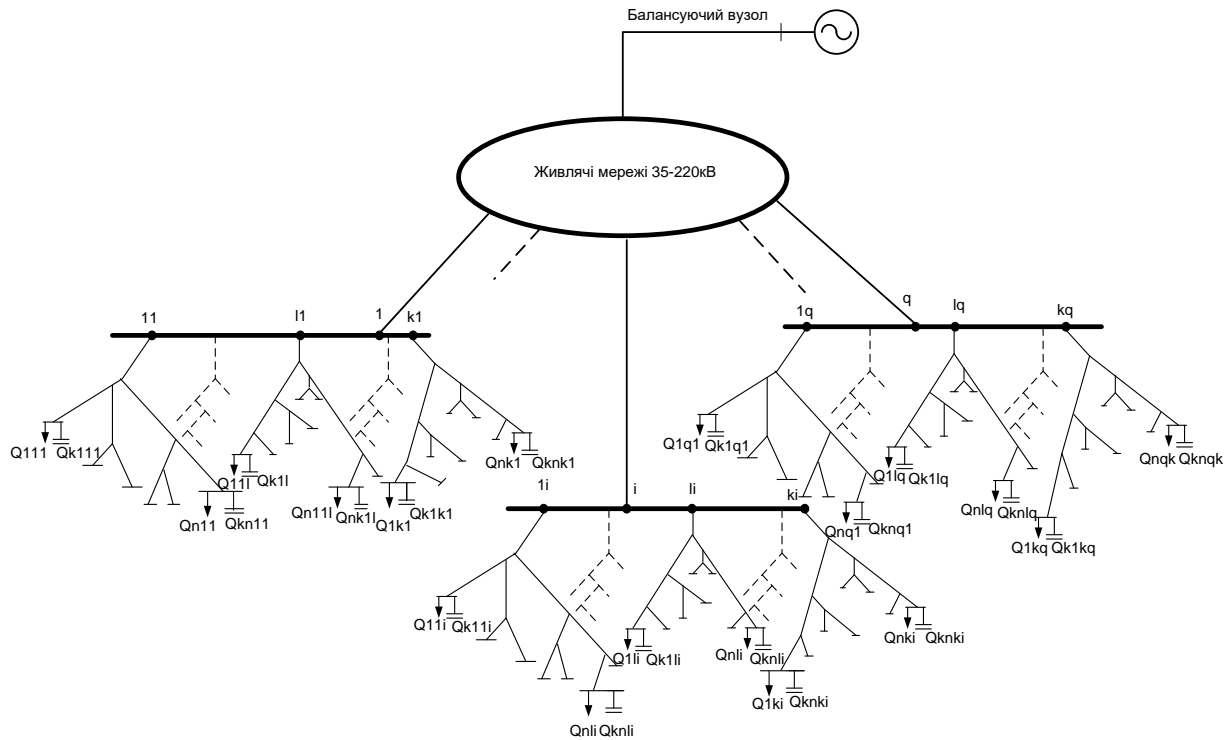 Балансуючий вузол
Живлячі мережі 35-220кВ
11
l1
1
k1
1q
q
lq
kq
Q111
Qk111
Q11l
Qk1l
Qn11
Qkn11
Qn11l
Qnk1l
Q1k1
Qk1k1
Qnk1
Qknk1
1i
i
li
ki
Q1q1
Qk1q1
Q1lq
Qk1lq
Qnq1
Qknq1
Qnlq
Qknlq
Q1kq
Qk1kq
Qnqk
Qknqk
Q11i
Qk11i
Q1li
Qk1li
Qnli
Qknli
Qnki
Qknki
Q1ki
Qknki
Qnli
Qknli